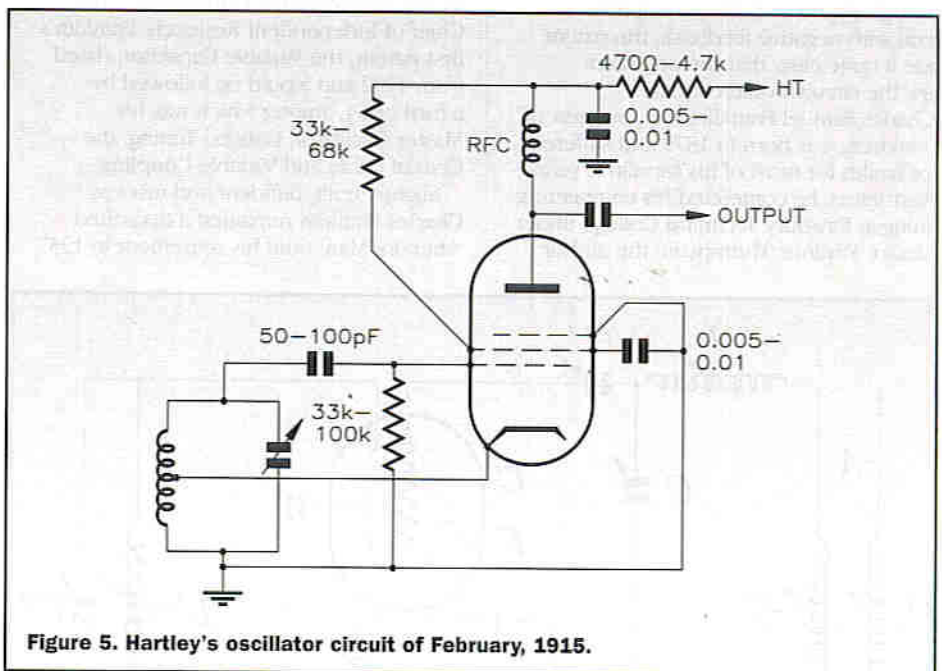 470Ω–4.7k
HT
33k–
68k
RFC
0.005–
0.01
OUTPUT
50–100pF
0.005–
0.01
33k–
100k
Figure 5. Hartley's oscillator circuit of February, 1915.